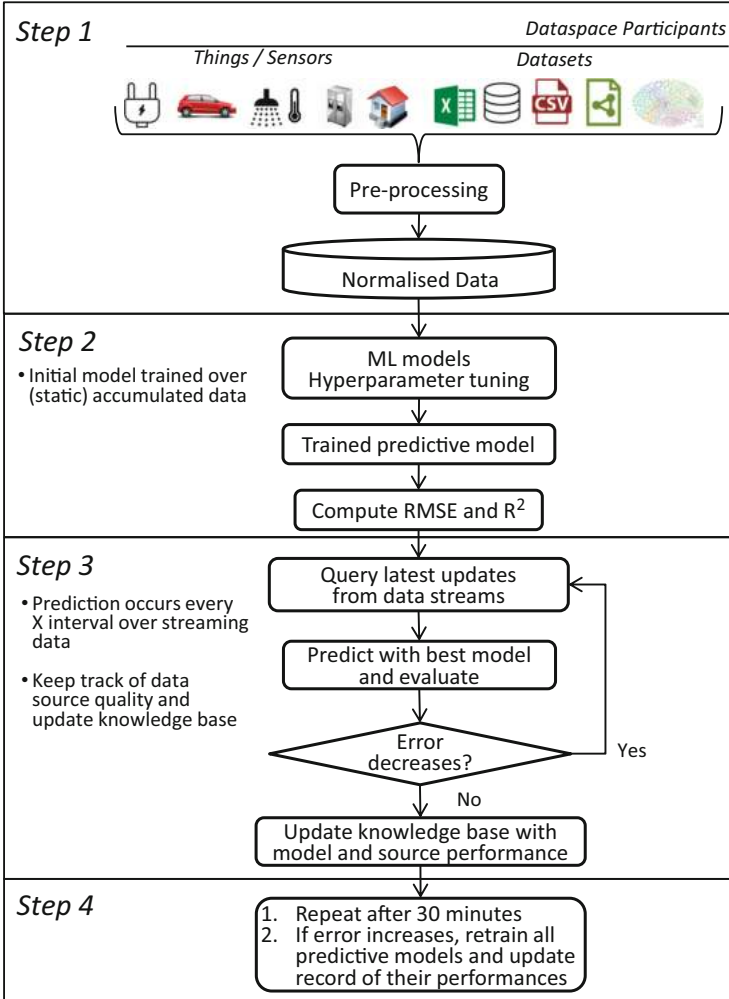 Step 1
Dataspace Participants
Things / Sensors
Datasets
X
CSV
Pre-processing
Normalised Data
Step 2
• Initial model trained over
(static) accumulated data
ML models
Hyperparameter tuning
Trained predictive model
Compute RMSE and R²
Step 3
• Prediction occurs every
X interval over streaming
data
• Keep track of data
source quality and
update knowledge base
Query latest updates
from data streams
Predict with best model
and evaluate
Error
decreases?
Yes
No
Update knowledge base with
model and source performance
Step 4
1. Repeat after 30 minutes
2. If error increases, retrain all
predictive models and update
record of their performances